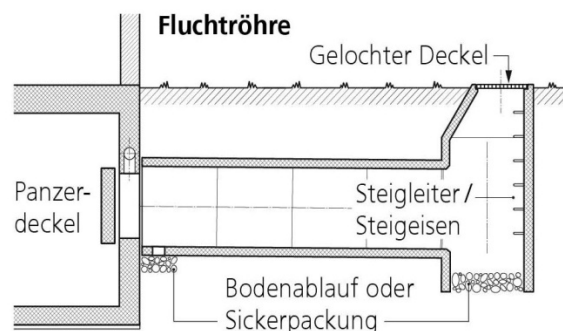 Fluchtröhre
Gelochter Deckel
Panzer-
deckel
Steigleiter /
Steigeisen
Bodenablauf oder
Sickerpackung